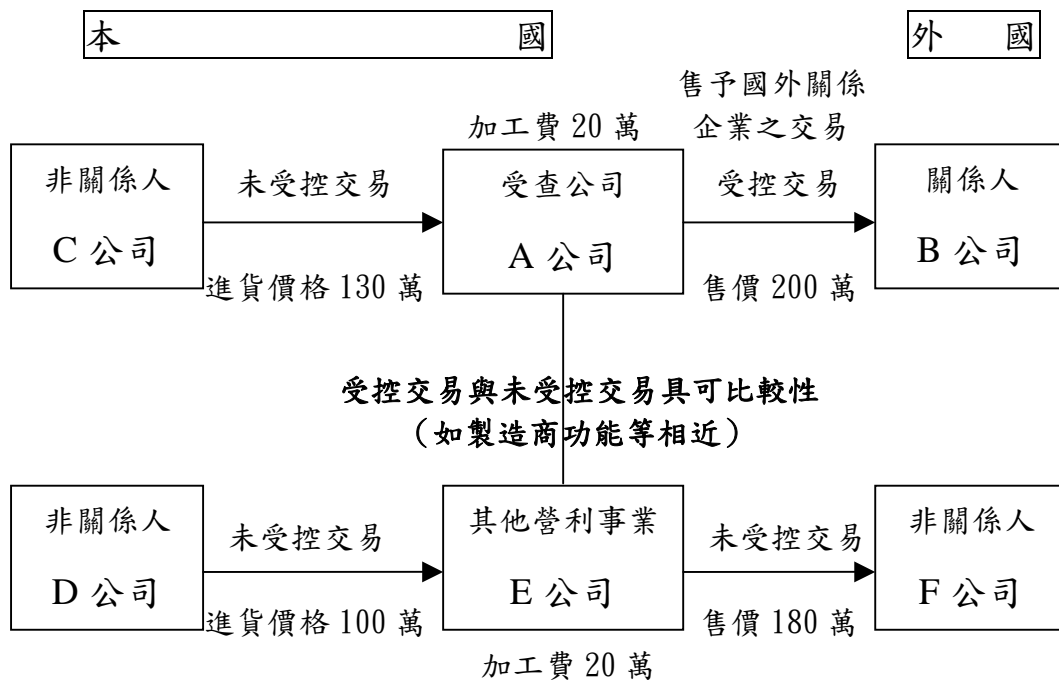 本 國
外 國
售予國外關係
企業之交易
加工費 20 萬
非關係人
C 公司
未受控交易
進貨價格 130 萬
受查公司
A 公司
受控交易
售價 200 萬
關係人
B 公司
受控交易與未受控交易具可比較性
（如製造商功能等相近）
非關係人
D 公司
未受控交易
進貨價格 100 萬
其他營利事業
E 公司
未受控交易
售價 180 萬
非關係人
F 公司
加工費 20 萬